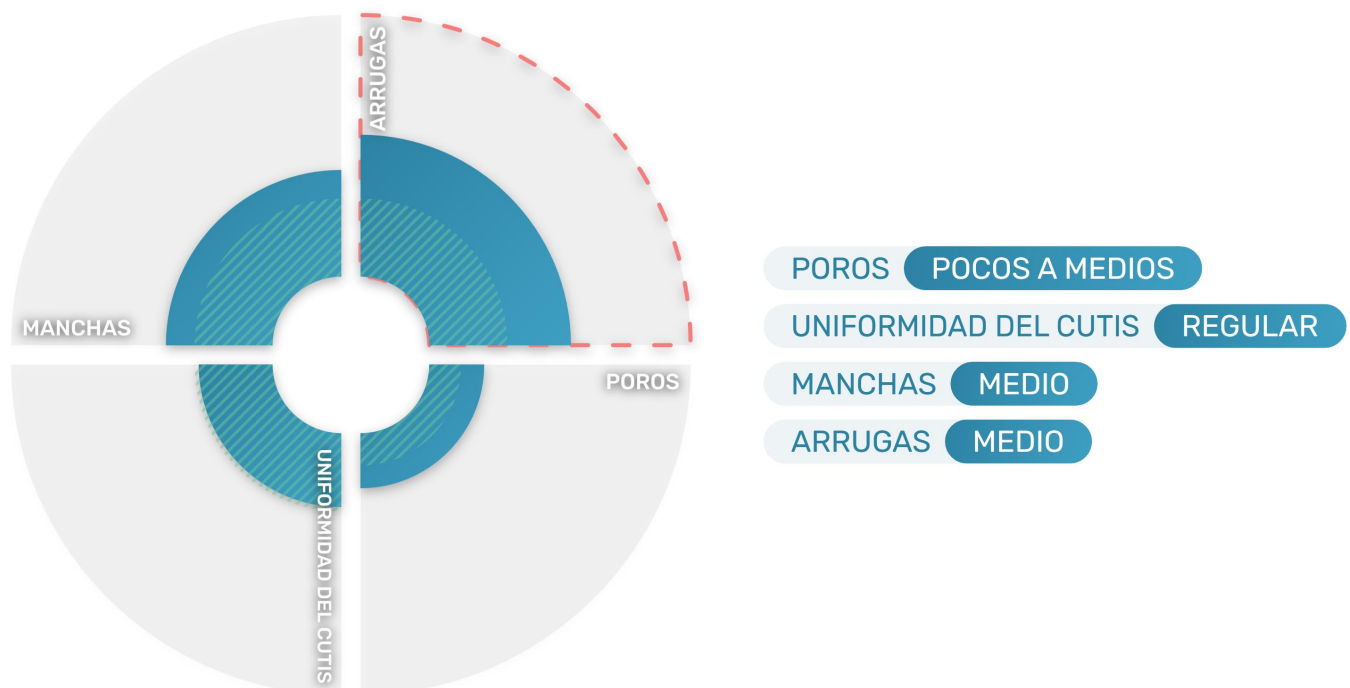 ARRUGAS
MANCHAS
POROS
UNIFORMIDAD DEL CUTIS
POROS POCOS A MEDIOS
UNIFORMIDAD DEL CUTIS REGULAR
MANCHAS MEDIO
ARRUGAS MEDIO